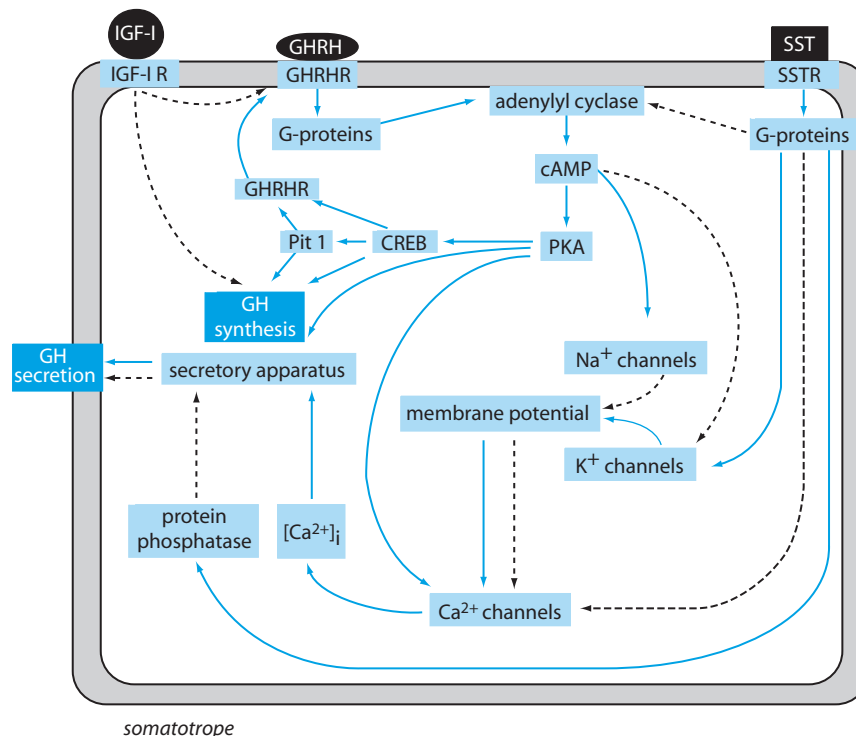 IGF-I
GHRH
SST
IGF-I R
GHRHR
SSTR
adenylyl cyclase
G-proteins
G-proteins
cAMP
GHRHR
Pit 1
CREB
PKA
GH
synthesis
GH
secretion
secretory apparatus
Na⁺ channels
membrane potential
K⁺ channels
protein
phosphatase
[Ca²⁺]i
Ca²⁺ channels
somatotrope